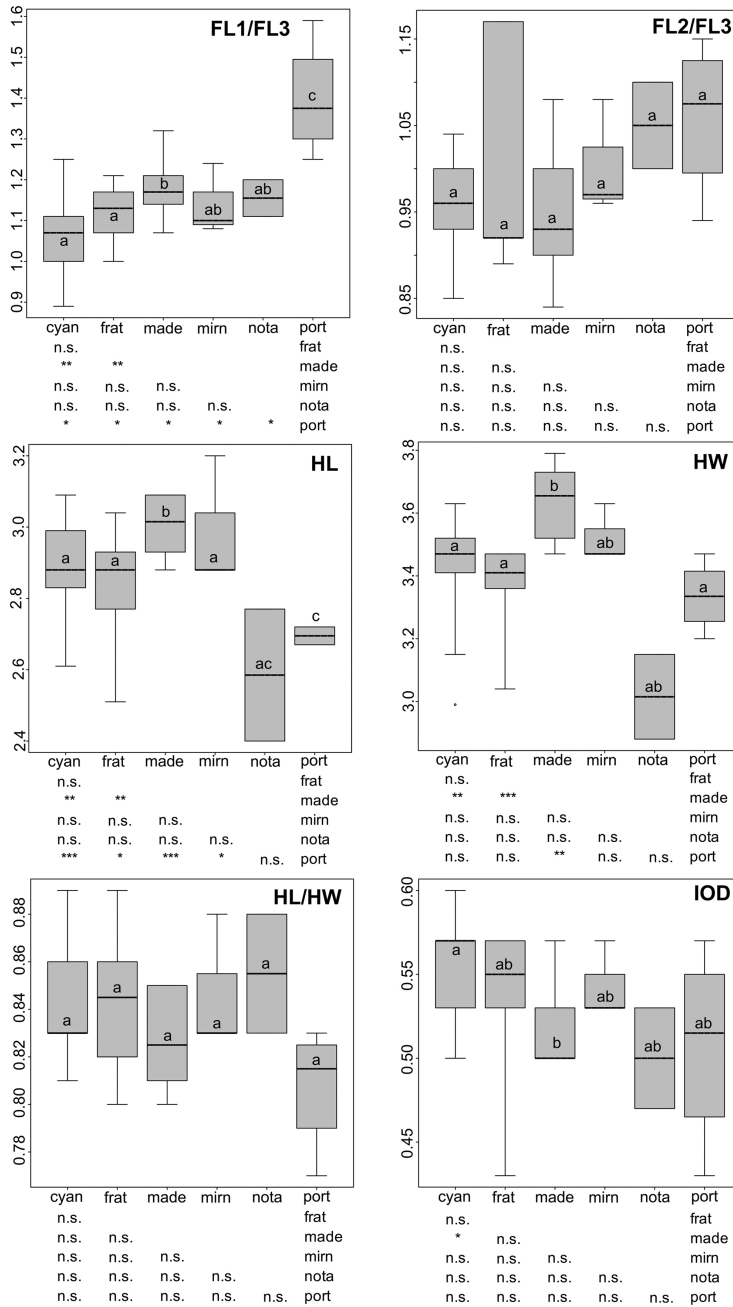 FL1/FL3
1.6
1.5
1.4
1.3
1.2
1.1
1.0
0.9
a a b ab ab c
cyan frat made mirn nota port
n.s. frat
** ** made
n.s. n.s. n.s. mirn
n.s. n.s. n.s. n.s. nota
* * * * * port
FL2/FL3
1.15
1.05
0.95
0.85
a a a a a a
cyan frat made mirn nota port
n.s. frat
n.s. n.s. made
n.s. n.s. n.s. mirn
n.s. n.s. n.s. n.s. nota
n.s. n.s. n.s. n.s. n.s. port
HL
3.2
3.0
2.8
2.6
2.4
a a b a ac c
cyan frat made mirn nota port
n.s. frat
** ** made
n.s. n.s. n.s. mirn
n.s. n.s. n.s. n.s. nota
*** * *** * n.s. port
HW
3.8
3.6
3.4
3.2
3.0
a a b ab ab a
cyan frat made mirn nota port
n.s. frat
** *** made
n.s. n.s. n.s. mirn
n.s. n.s. n.s. n.s. nota
n.s. n.s. ** n.s. n.s. port
HL/HW
0.88
0.86
0.84
0.82
0.80
0.78
a a a a a a
cyan frat made mirn nota port
n.s. frat
n.s. n.s. made
n.s. n.s. n.s. mirn
n.s. n.s. n.s. n.s. nota
n.s. n.s. n.s. n.s. n.s. port
IOD
0.60
0.55
0.50
0.45
a ab b ab ab ab
cyan frat made mirn nota port
n.s. frat
* n.s. made
n.s. n.s. n.s. mirn
n.s. n.s. n.s. n.s. nota
n.s. n.s. n.s. n.s. n.s. port